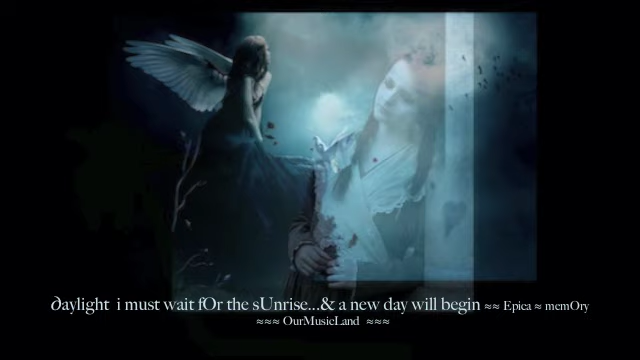 ∂aylight i must wait fOr the sUnrise...& a new day will begin ≈≈ Epica ≈ memOry
≈≈≈ OurMusicLand ≈≈≈